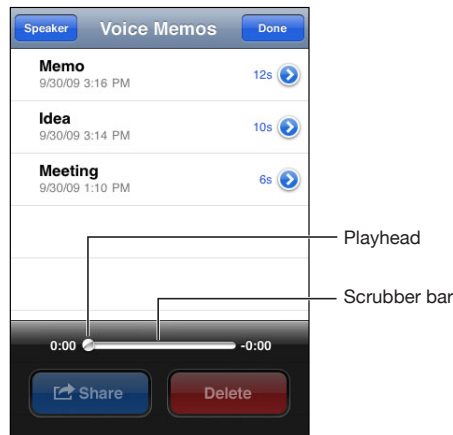 Speaker Voice Memos Done
Memo
9/30/09 3:16 PM
12s
Idea
9/30/09 3:14 PM
10s
Meeting
9/30/09 1:10 PM
6s
Playhead
Scrubber bar
0:00 -0:00
Share Delete